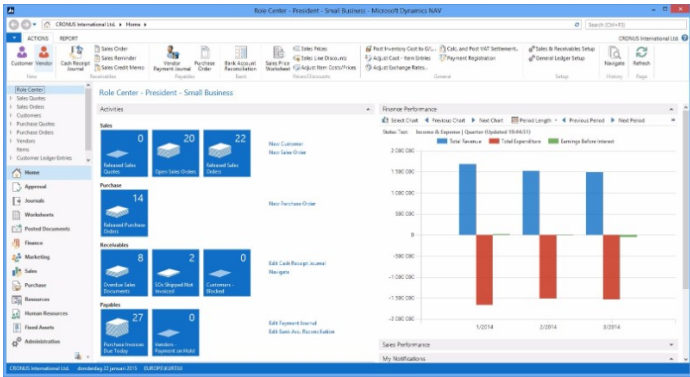 Role Center - President - Small Business - Microsoft Dynamics NAV
CRONUS International Ltd. Home
Search (Ctrl+F3)
ACTIONS REPORT
CRONUS International Ltd.
Customer Vendor
New
Cash Receipt Journal
Sales Order
Sales Reminder
Sales Credit Memo
Receivables
Vendor Payment Journal
Purchase Order
Payables
Bank Account Reconciliation
Bank
Sales Price Worksheet
Sales Prices
Sales Line Discounts
Adjust Item Costs/Prices
Prices/Discounts
Post Inventory Cost to G/L...
Adjust Cost - Item Entries
Adjust Exchange Rates...
Calc. and Post VAT Settlement...
Payment Registration
General
Sales & Receivables Setup
General Ledger Setup
Setup
Navigate
History
Refresh
Page
Role Center
Sales Quotes
Sales Orders
Customers
Purchase Quotes
Purchase Orders
Vendors
Items
Customer Ledger Entries
Home
Approval
Journals
Worksheets
Posted Documents
Finance
Marketing
Sales
Purchase
Resources
Human Resources
Fixed Assets
Administration
Role Center - President - Small Business
Activities
Sales
0
Released Sales Quotes
20
Open Sales Orders
22
Released Sales Orders
New Customer
New Sales Order
Purchase
14
Released Purchase Orders
New Purchase Order
Receivables
8
Overdue Sales Documents
2
SOs Shipped Not Invoiced
0
Customers - Blocked
Edit Cash Receipt Journal
Navigate
Payables
27
Purchase Invoices Due Today
0
Vendors - Payment on Hold
Edit Payment Journal
Edit Bank Acc. Reconciliation
Finance Performance
Select Chart Previous Chart Next Chart Period Length Previous Period Next Period
Status Text: Income & Expense | Quarter (Updated
Total Revenue Total Expenditure Earnings Before Interest
2 000 000
1 500 000
1 000 000
500 000
0
-500 000
-1 000 000
-1 500 000
-2 000 000
1/2014 2/2014 3/2014
Sales Performance
My Notifications
CRONUS International Ltd. donderdag 22 januari 2015